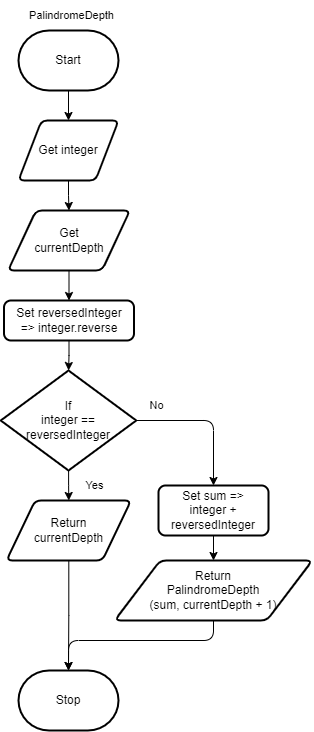 PalindromeDepth
Start
Get integer
Get
currentDepth
Set reversedInteger
=> integer.reverse
If
integer ==
reversedInteger
No
Yes
Set sum =>
integer +
reversedInteger
Return
currentDepth
Return
PalindromeDepth
(sum, currentDepth + 1)
Stop